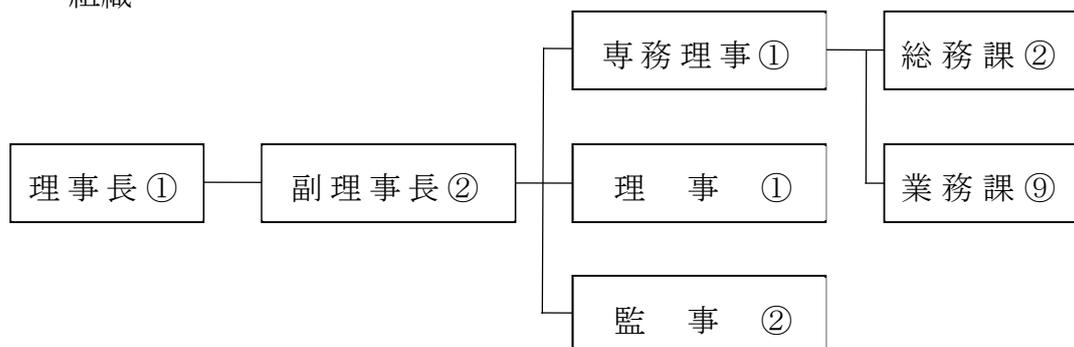 組織
専務理事①
総務課②
理事長①
副理事長②
理 事 ①
業務課⑨
監 事 ②